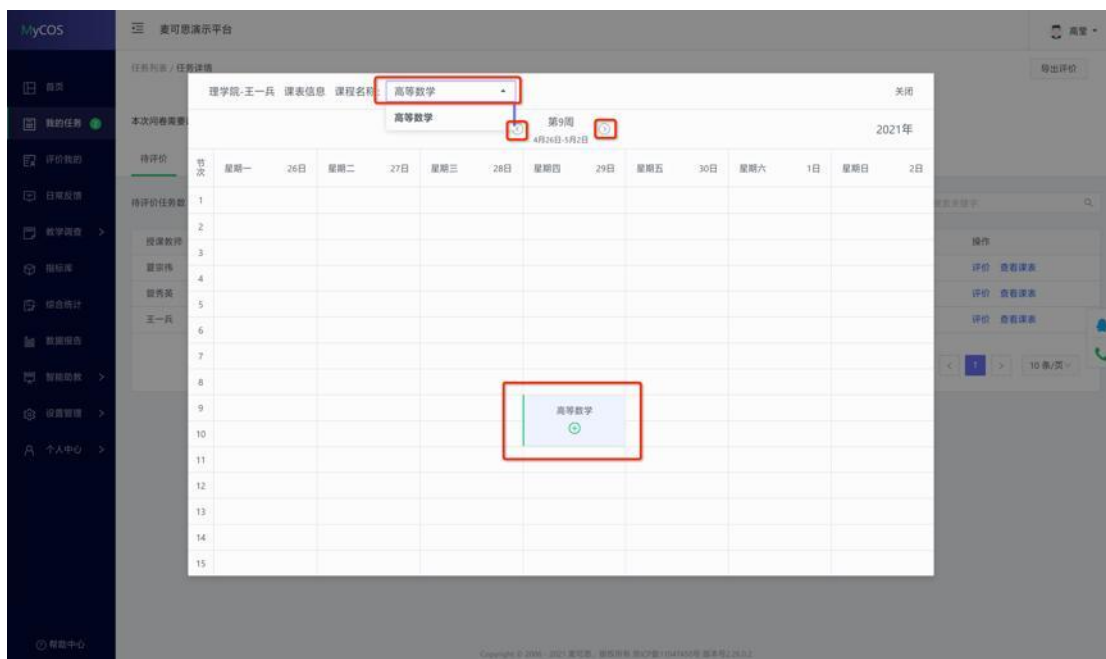 MyCOS
麦可思演示平台
高莹
任务列表 / 任务详情
导出评价
首页
理学院-王一兵 课表信息 课程名称: 高等数学
关闭
高等数学
我的任务
本次问卷需要
第9周
4月26日-5月2日
2021年
评价我的
待评价
节次 星期一 26日 星期二 27日 星期三 28日 星期四 29日 星期五 30日 星期六 1日 星期日 2日
日常反馈
待评价任务数
1
2
教学调查
授课教师
操作
3
指标库
评价 查看课表
4
评价 查看课表
综合统计
5
王一兵
评价 查看课表
6
数据报告
7
1
10 条/页
智能助教
8
9
高等数学
设置管理
10
个人中心
11
12
13
14
15
帮助中心